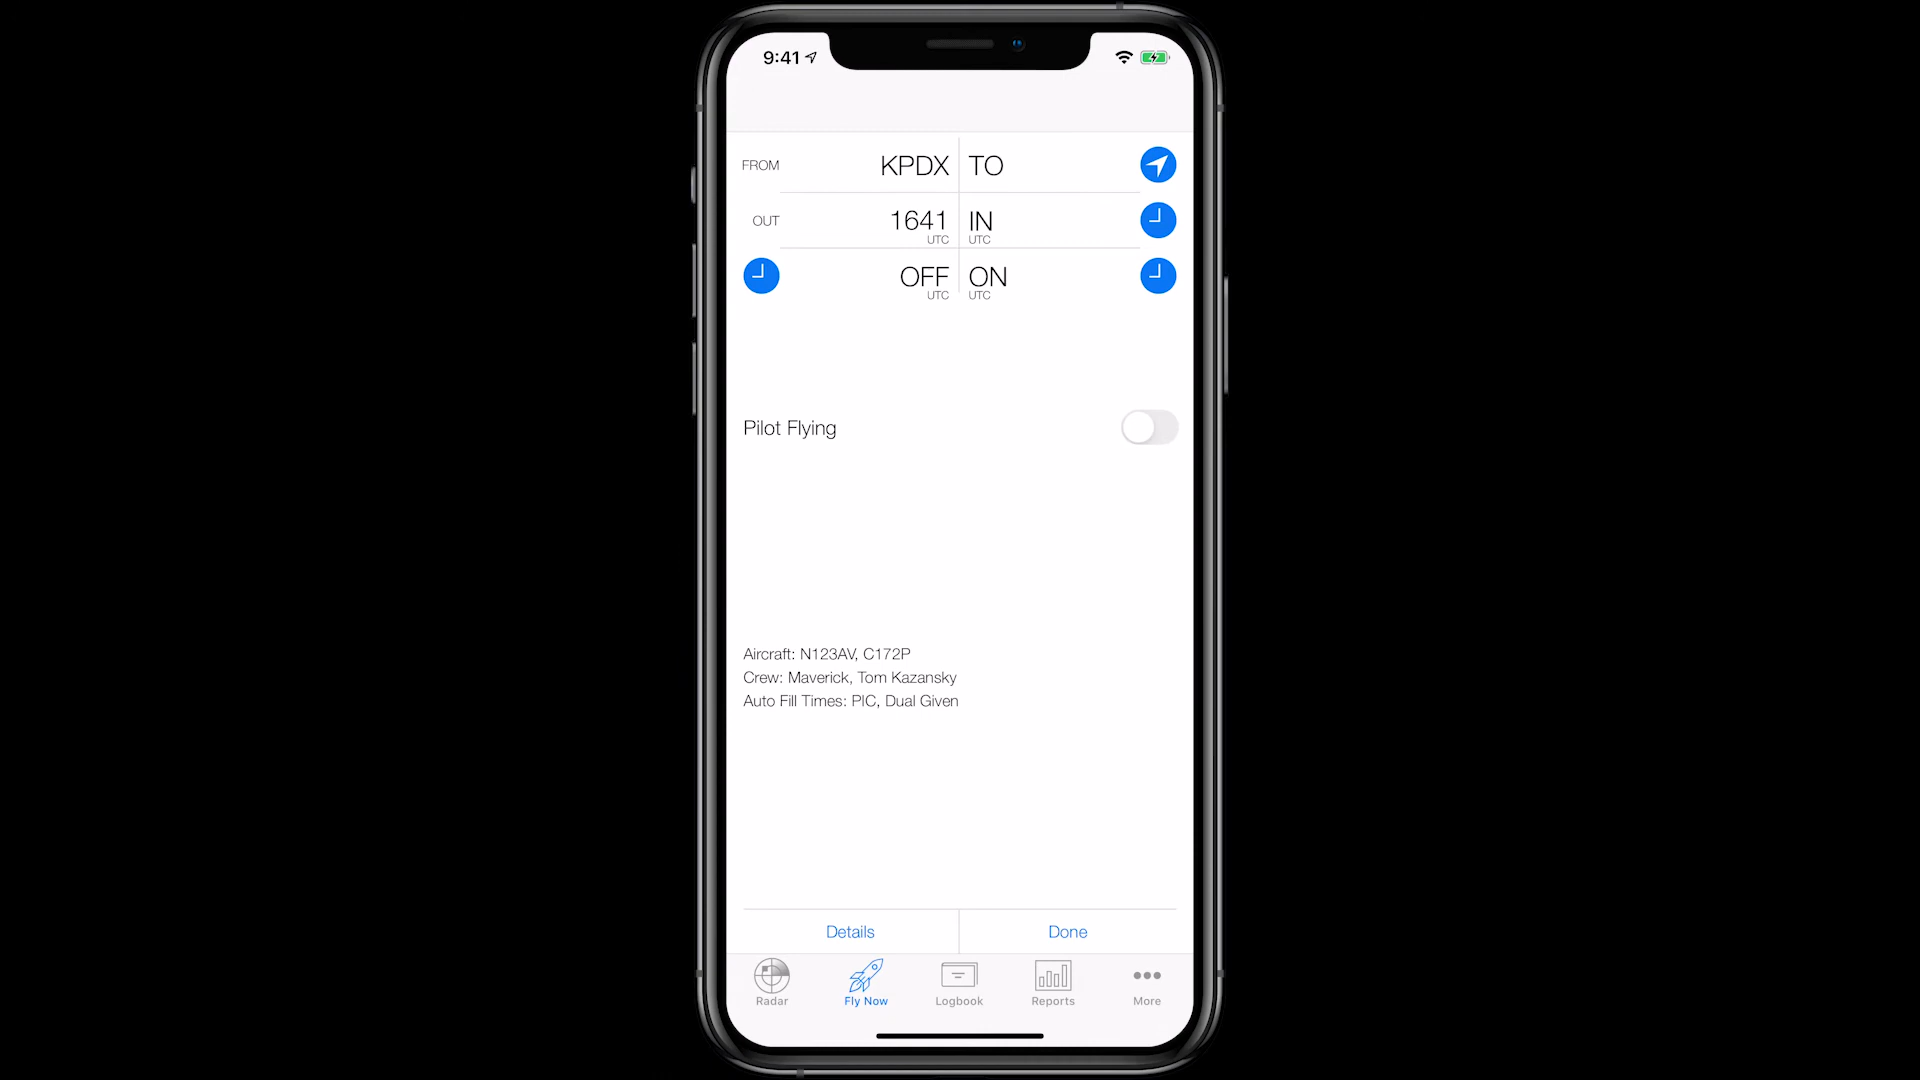 9:41
FROM KPDX TO
OUT 1641 IN
UTC UTC
OFF ON
UTC UTC
Pilot Flying
Aircraft: N123AV, C172P
Crew: Maverick, Tom Kazansky
Auto Fill Times: PIC, Dual Given
Details Done
Radar Fly Now Logbook Reports More